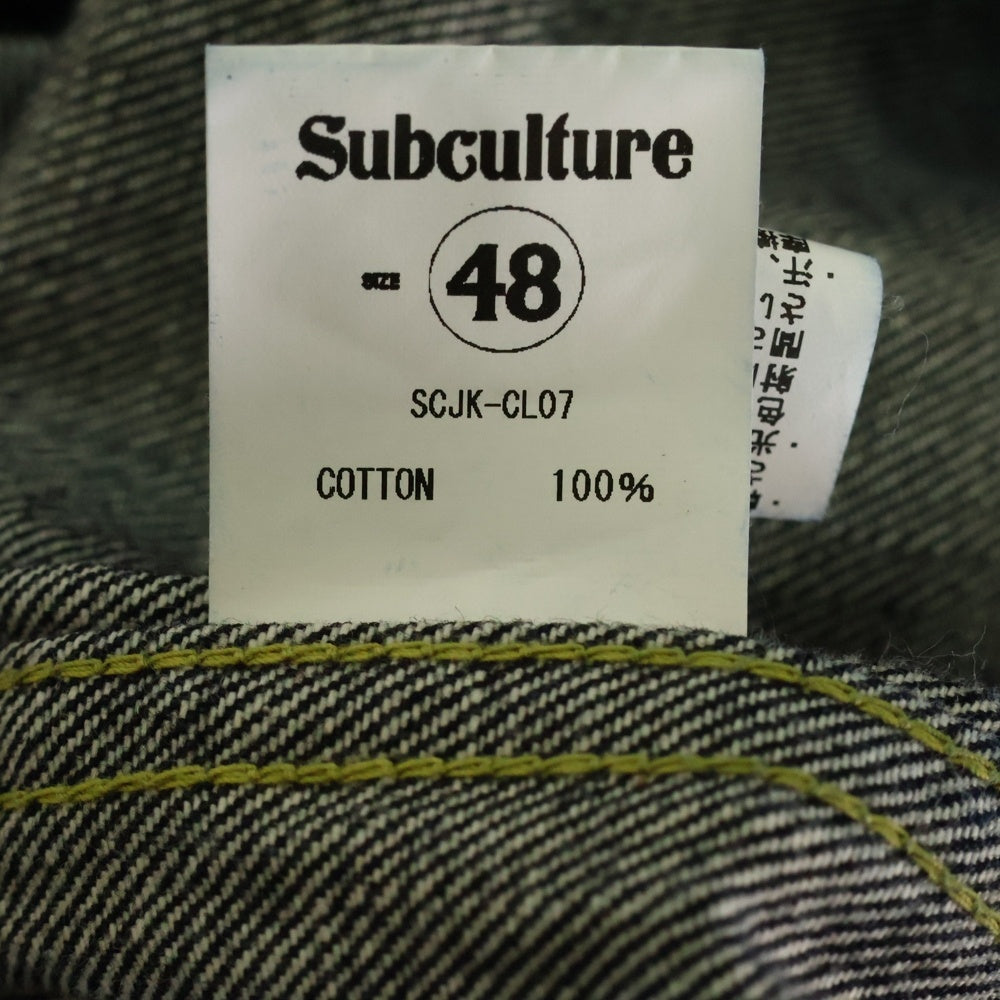 Subculture
SIZE 48
SCJK-CL07
COTTON 100%